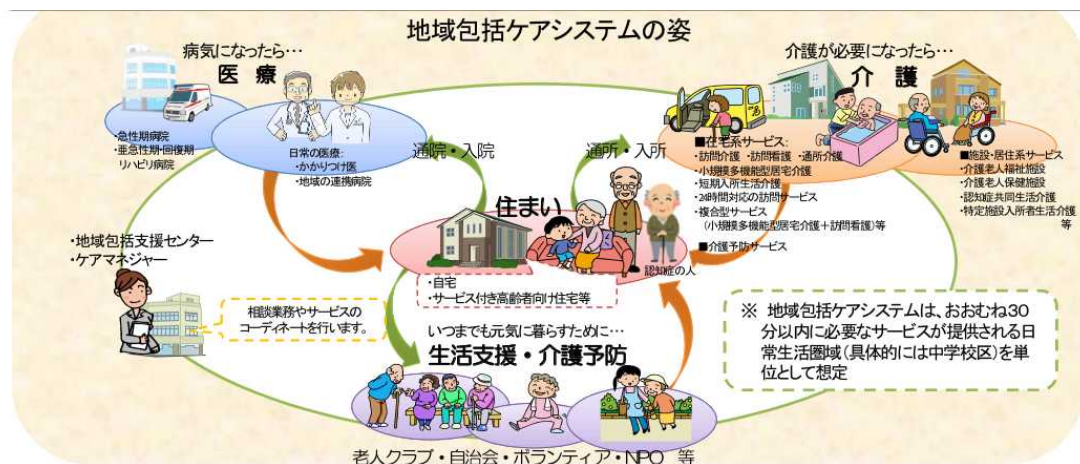 地域包括ケアシステムの姿
病気になったら…
医 療
・急性期病院
・亜急性期・回復期
リハビリ病院
日常の医療:
・かかりつけ医
・地域の連携病院
通院・入院
通所・入所
介護が必要になったら…
介 護
■在宅系サービス:
・訪問介護 ・訪問看護 ・通所介護
・小規模多機能型居宅介護
・短期入所生活介護
・24時間対応の訪問サービス
・複合型サービス
(小規模多機能型居宅介護+訪問看護)等
■介護予防サービス
■施設・居住系サービス
・介護老人福祉施設
・介護老人保健施設
・認知症共同生活介護
・特定施設入所者生活介護
等
住まい
・自宅
・サービス付き高齢者向け住宅等
認知症の人
・地域包括支援センター
・ケアマネジャー
相談業務やサービスの
コーディネートを行います。
いつまでも元気に暮らすために…
生活支援・介護予防
老人クラブ・自治会・ボランティア・NPO 等
※ 地域包括ケアシステムは、おおむね30
分以内に必要なサービスが提供される日
常生活圏域(具体的には中学校区)を単
位として想定